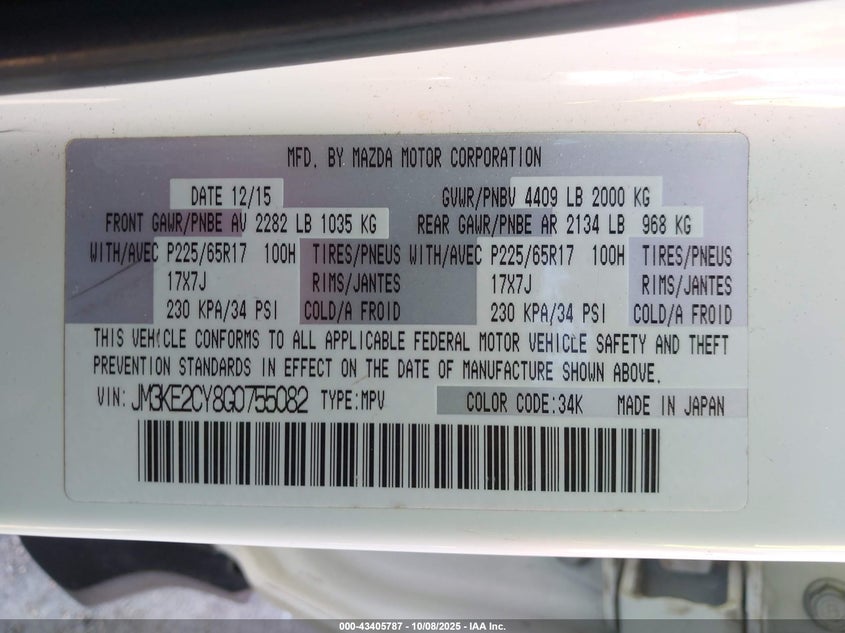 MFD. BY MAZDA MOTOR CORPORATION
DATE 12/15 GVWR/PNBV 4409 LB 2000 KG
FRONT GAWR/PNBE AV 2282 LB 1035 KG REAR GAWR/PNBE AR 2134 LB 968 KG
WITH/AVEC P225/65R17 100H TIRES/PNEUS WITH/AVEC P225/65R17 100H TIRES/PNEUS
17X7J RIMS/JANTES 17X7J RIMS/JANTES
230 KPA/34 PSI COLD/A FROID 230 KPA/34 PSI COLD/A FROID
THIS VEHICLE CONFORMS TO ALL APPLICABLE FEDERAL MOTOR VEHICLE SAFETY AND THEFT
PREVENTION STANDARDS IN EFFECT ON THE DATE OF MANUFACTURE SHOWN ABOVE.
VIN: JM3KE2CY8G0755082 TYPE:MPV COLOR CODE:34K MADE IN JAPAN
000-43405787 - 10/08/2025 - IAA Inc.